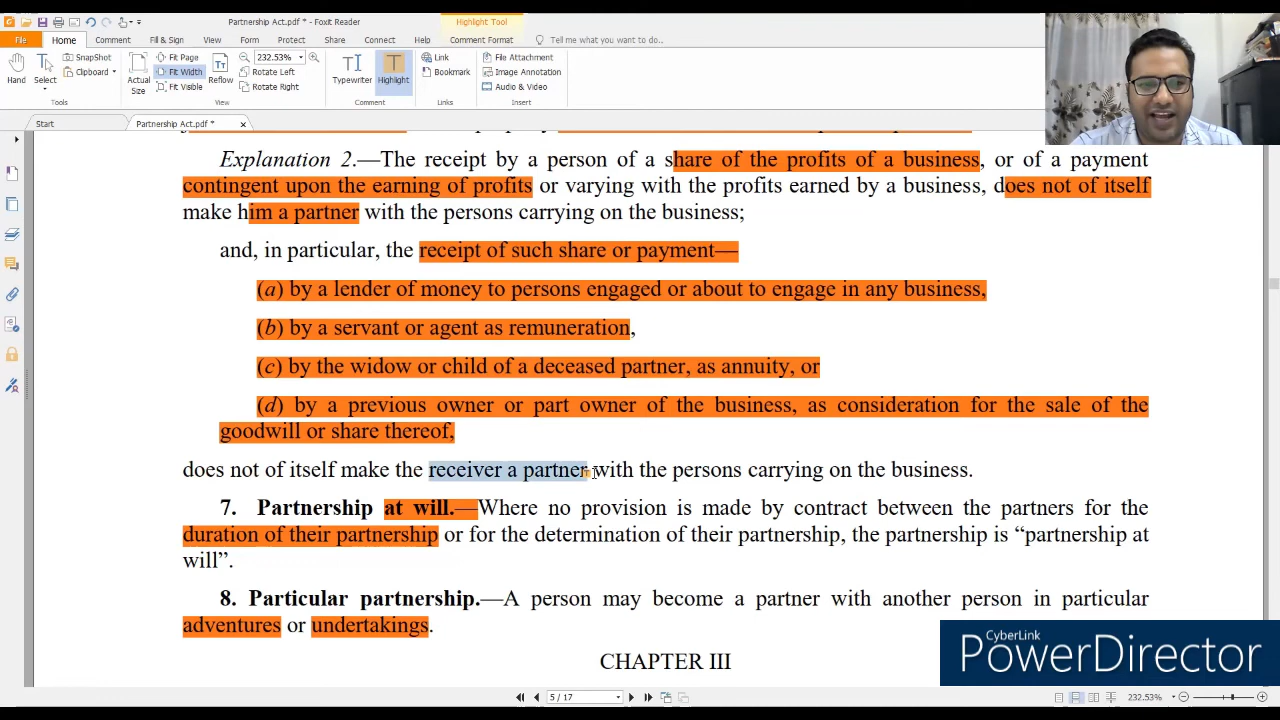 Partnership Act.pdf * - Foxit Reader
Highlight Tool
File Home Comment Fill & Sign View Form Protect Share Connect Help Comment Format Tell me what you want to do..
Hand Select SnapShot Clipboard Tools
Actual Size Fit Page Fit Width Fit Visible Reflow 232.53% Rotate Left Rotate Right View
Typewriter Highlight Comment
Link Bookmark Links
File Attachment Image Annotation Audio & Video Insert
Start Partnership Act.pdf *
Explanation 2.—The receipt by a person of a share of the profits of a business, or of a payment
contingent upon the earning of profits or varying with the profits earned by a business, does not of itself
make him a partner with the persons carrying on the business;
and, in particular, the receipt of such share or payment—
(a) by a lender of money to persons engaged or about to engage in any business,
(b) by a servant or agent as remuneration,
(c) by the widow or child of a deceased partner, as annuity, or
(d) by a previous owner or part owner of the business, as consideration for the sale of the
goodwill or share thereof,
does not of itself make the receiver a partner with the persons carrying on the business.
7. Partnership at will.—Where no provision is made by contract between the partners for the
duration of their partnership or for the determination of their partnership, the partnership is “partnership at
will”.
8. Particular partnership.—A person may become a partner with another person in particular
adventures or undertakings.
CHAPTER III
CyberLink
PowerDirector
5 / 17
232.53%